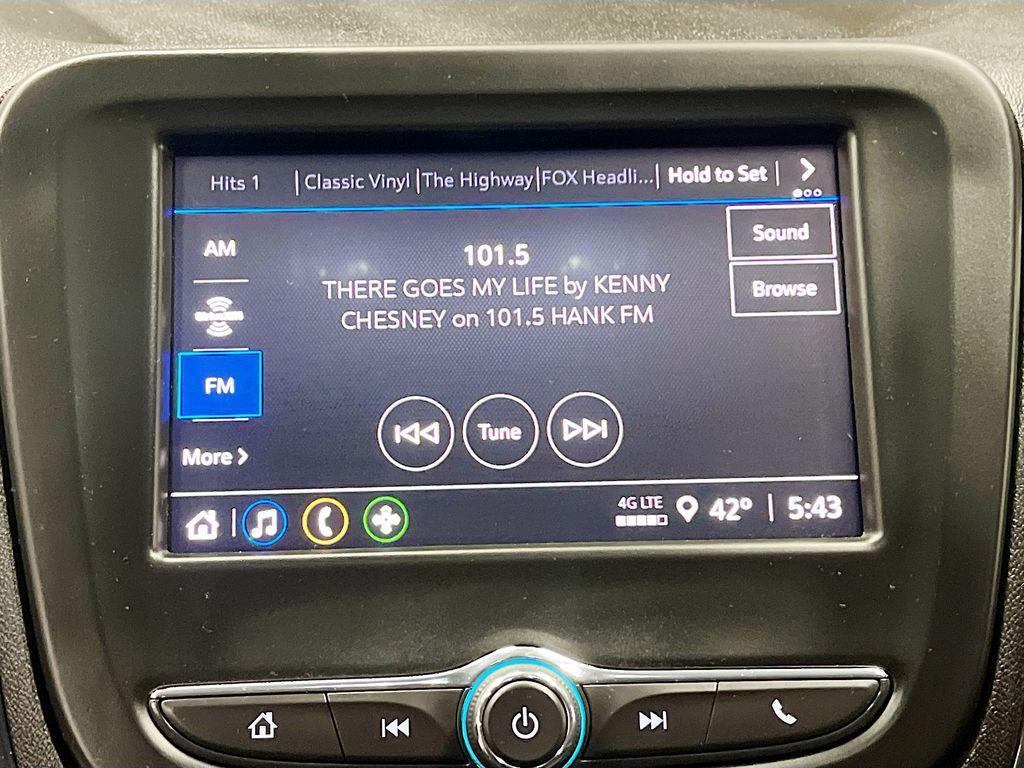 Hits 1 | Classic Vinyl | The Highway | FOX Headli... | Hold to Set |
AM
101.5
Sound
THERE GOES MY LIFE by KENNY
CHESNEY on 101.5 HANK FM
Browse
FM
Tune
More
4G LTE
42° | 5:43